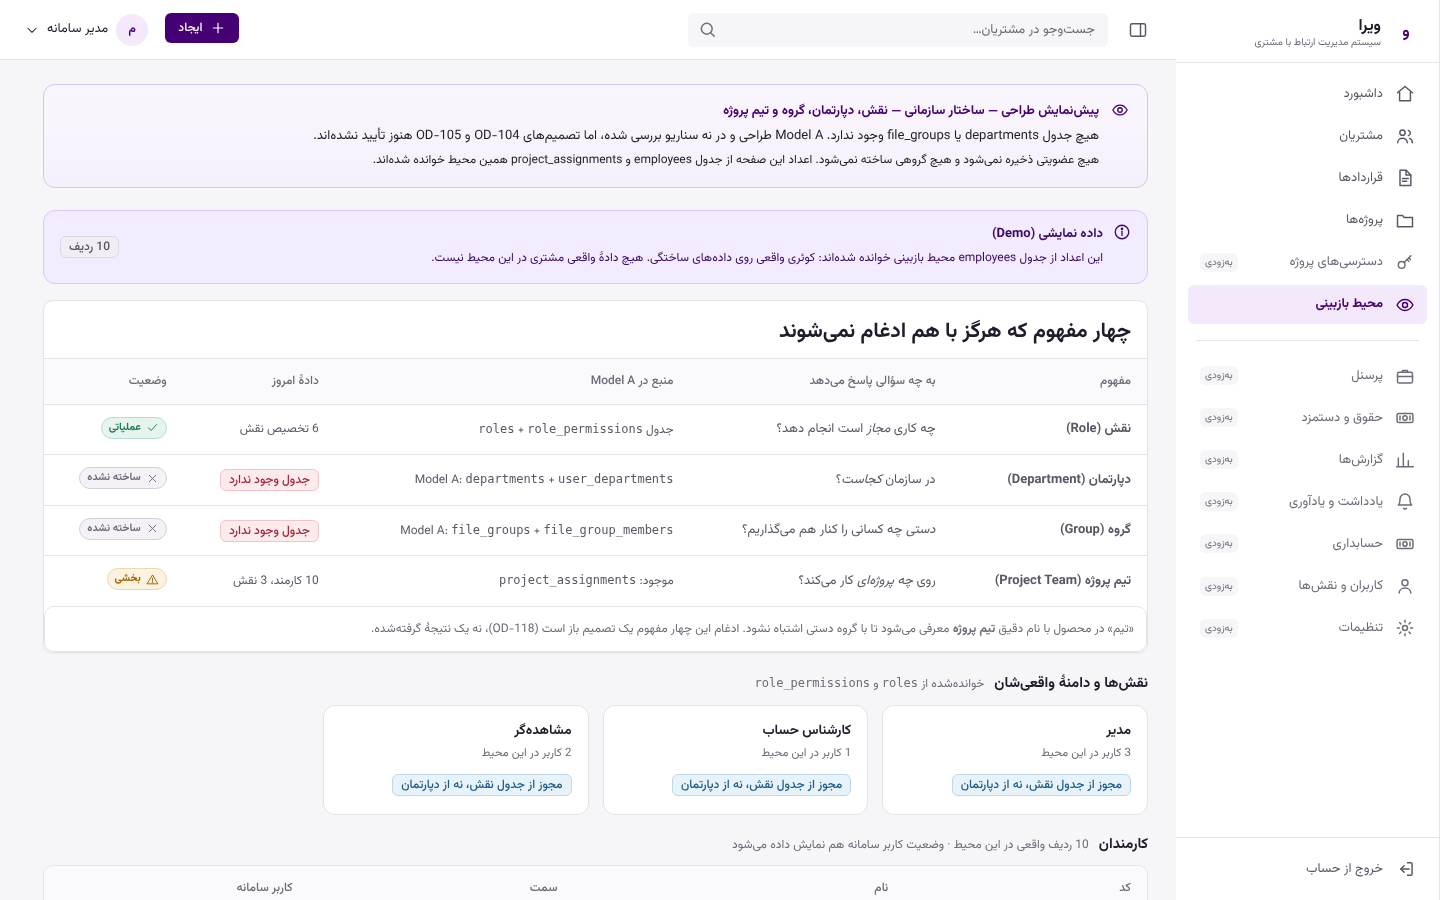 و
ویرا
سیستم مدیریت ارتباط با مشتری
جست‌وجو در مشتریان...
ایجاد
م
مدیر سامانه
داشبورد
مشتریان
قراردادها
پروژه‌ها
دسترسی‌های پروژه
به‌زودی
محیط بازبینی
پرسنل
به‌زودی
حقوق و دستمزد
به‌زودی
گزارش‌ها
به‌زودی
یادداشت و یادآوری
به‌زودی
حسابداری
به‌زودی
کاربران و نقش‌ها
به‌زودی
تنظیمات
به‌زودی
خروج از حساب
پیش‌نمایش طراحی — ساختار سازمانی — نقش، دپارتمان، گروه و تیم پروژه
هیچ جدول departments یا file_groups وجود ندارد. Model A طراحی و در نه سناریو بررسی شده، اما تصمیم‌های OD-104 و OD-105 هنوز تأیید نشده‌اند.
هیچ عضویتی ذخیره نمی‌شود و هیچ گروهی ساخته نمی‌شود. اعداد این صفحه از جدول employees و project_assignments همین محیط خوانده شده‌اند.
داده نمایشی (Demo)
این اعداد از جدول employees محیط بازبینی خوانده شده‌اند: کوئری واقعی روی داده‌های ساختگی. هیچ دادهٔ واقعی مشتری در این محیط نیست.
10 ردیف
چهار مفهوم که هرگز با هم ادغام نمی‌شوند
مفهوم به چه سؤالی پاسخ می‌دهد منبع در Model A دادهٔ امروز وضعیت
نقش (Role) چه کاری مجاز است انجام دهد؟ جدول roles + role_permissions 6 تخصیص نقش عملیاتی
دپارتمان (Department) در سازمان کجاست؟ Model A: departments + user_departments جدول وجود ندارد ساخته نشده
گروه (Group) دستی چه کسانی را کنار هم می‌گذاریم؟ Model A: file_groups + file_group_members جدول وجود ندارد ساخته نشده
تیم پروژه (Project Team) روی چه پروژه‌ای کار می‌کند؟ موجود: project_assignments 10 کارمند، 3 نقش بخشی
«تیم» در محصول با نام دقیق تیم پروژه معرفی می‌شود تا با گروه دستی اشتباه نشود. ادغام این چهار مفهوم یک تصمیم باز است (OD-118)، نه یک نتیجهٔ گرفته‌شده.
نقش‌ها و دامنهٔ واقعی‌شان خوانده‌شده از roles و role_permissions
مدیر
3 کاربر در این محیط
مجوز از جدول نقش، نه از دپارتمان
کارشناس حساب
1 کاربر در این محیط
مجوز از جدول نقش، نه از دپارتمان
مشاهده‌گر
2 کاربر در این محیط
مجوز از جدول نقش، نه از دپارتمان
کارمندان 10 ردیف واقعی در این محیط · وضعیت کاربر سامانه هم نمایش داده می‌شود
کد نام سمت کاربر سامانه